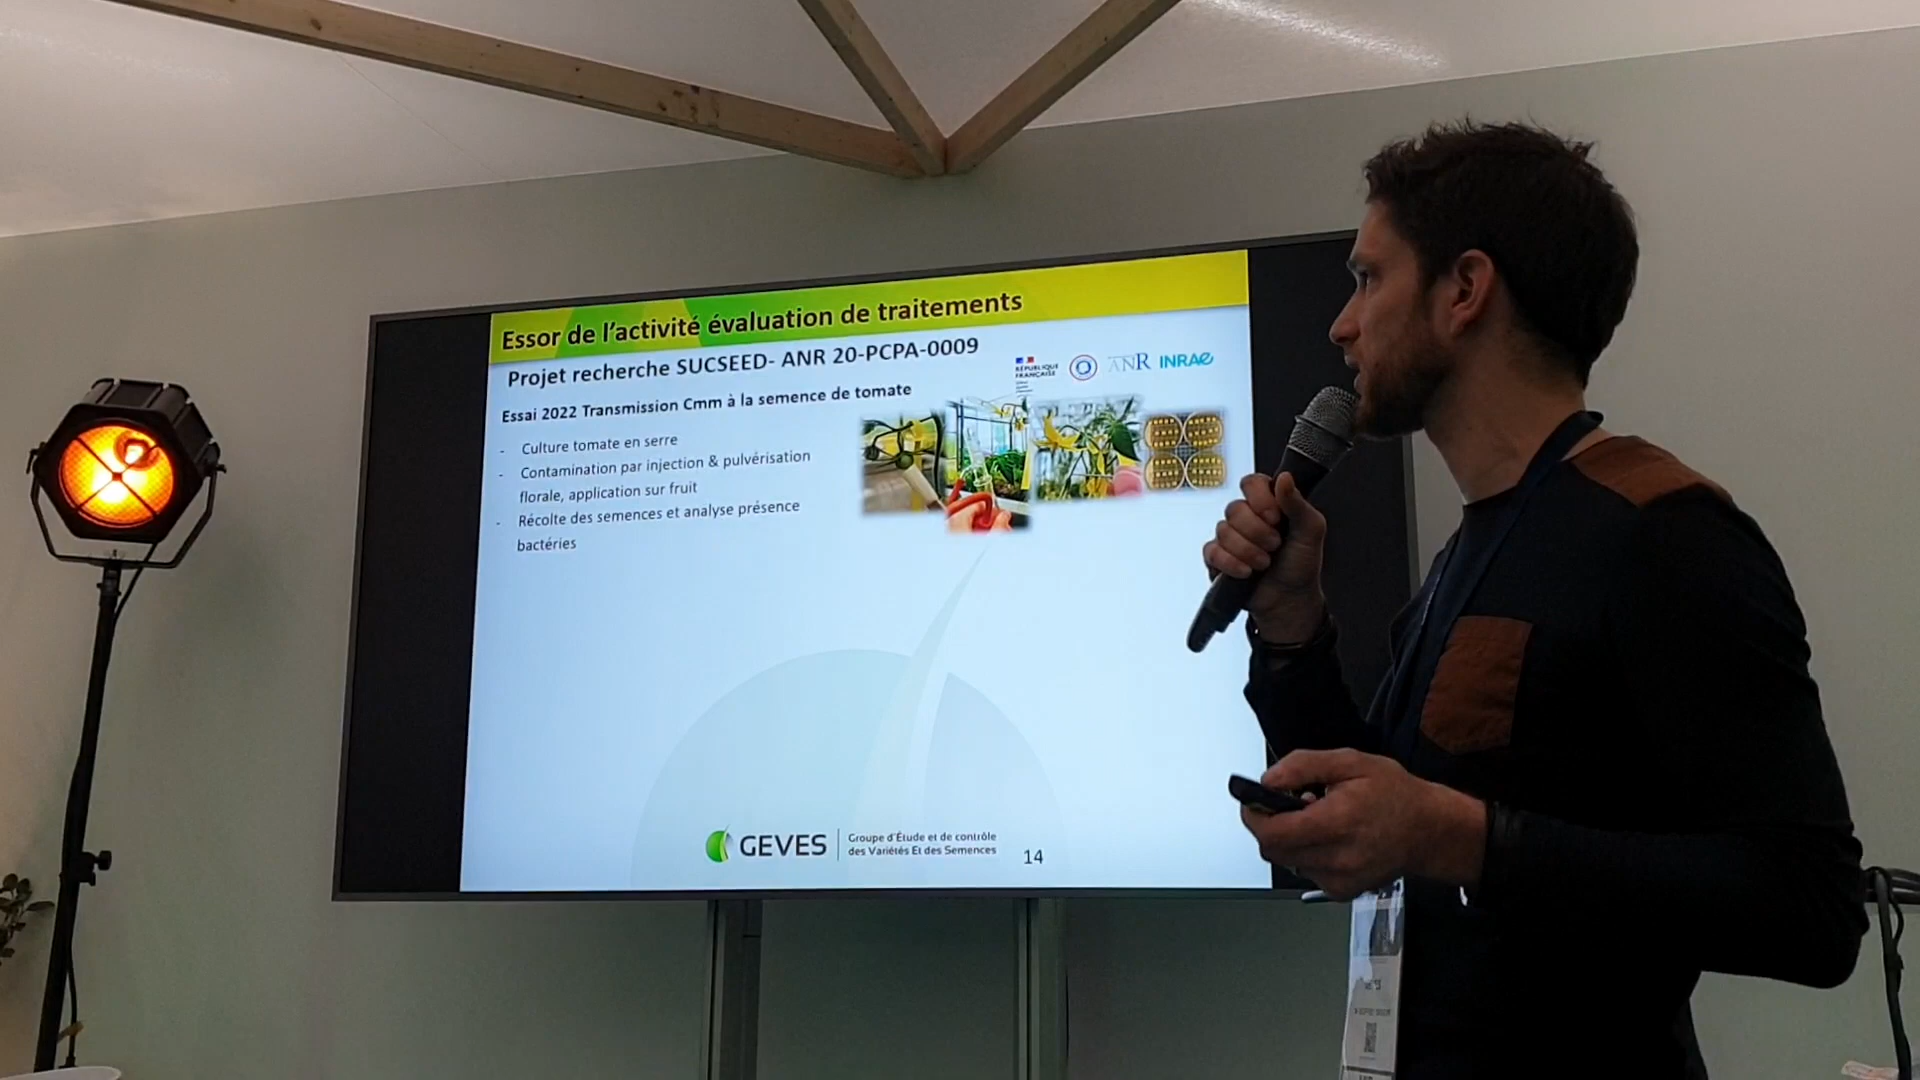 Essor de l'activité évaluation de traitements
Projet recherche SUCSEED- ANR 20-PCPA-0009
RÉPUBLIQUE
FRANÇAISE
ANR
INRAE
Essai 2022 Transmission Cmm à la semence de tomate
- Culture tomate en serre
- Contamination par injection & pulvérisation
florale, application sur fruit
- Récolte des semences et analyse présence
bactéries
GEVES
Groupe d'Étude et de contrôle
des Variétés Et des Semences
14